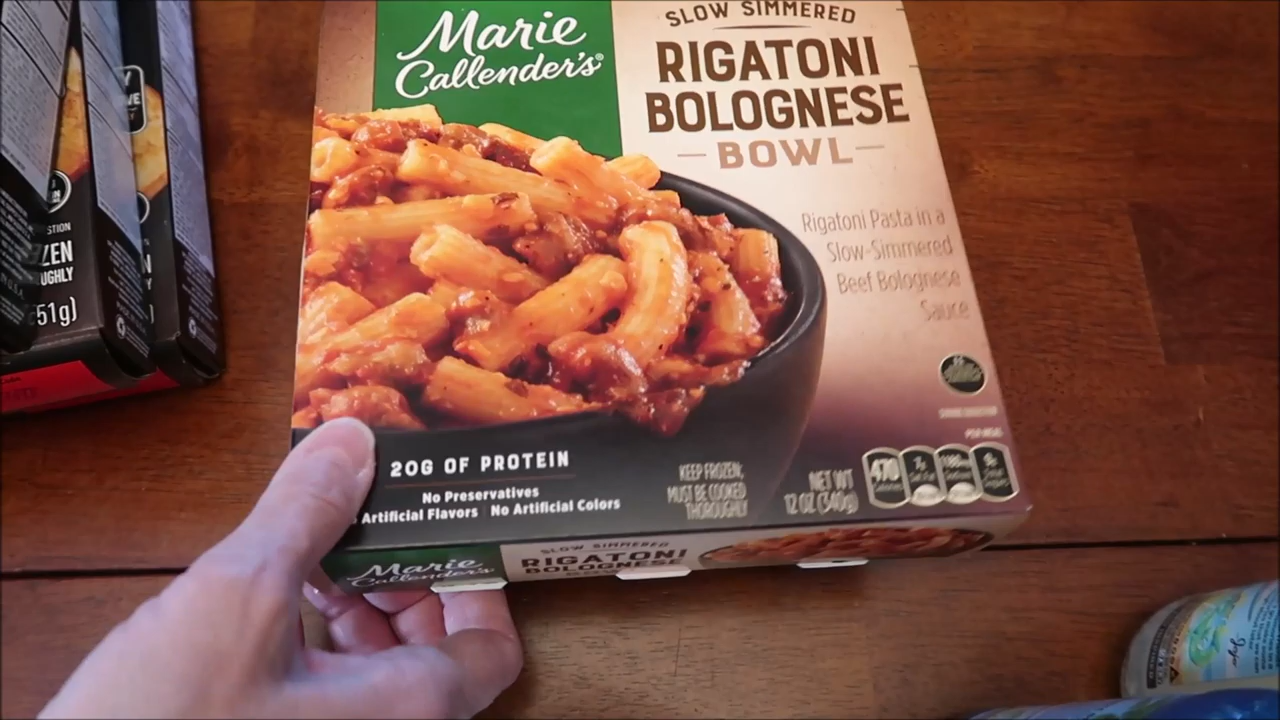 Marie
Callender's®
SLOW SIMMERED
RIGATONI
BOLOGNESE
BOWL
Rigatoni Pasta in a
Slow-Simmered
Beef Bolognese
Sauce
20G OF PROTEIN
No Preservatives
Artificial Flavors No Artificial Colors
KEEP FROZEN;
MUST BE COOKED
THOROUGHLY
NET WT
12 OZ (340g)
470
Calories
Marie
Callender's
SLOW SIMMERED
RIGATONI
BOLOGNESE
ZEN
OUGHLY
51g)